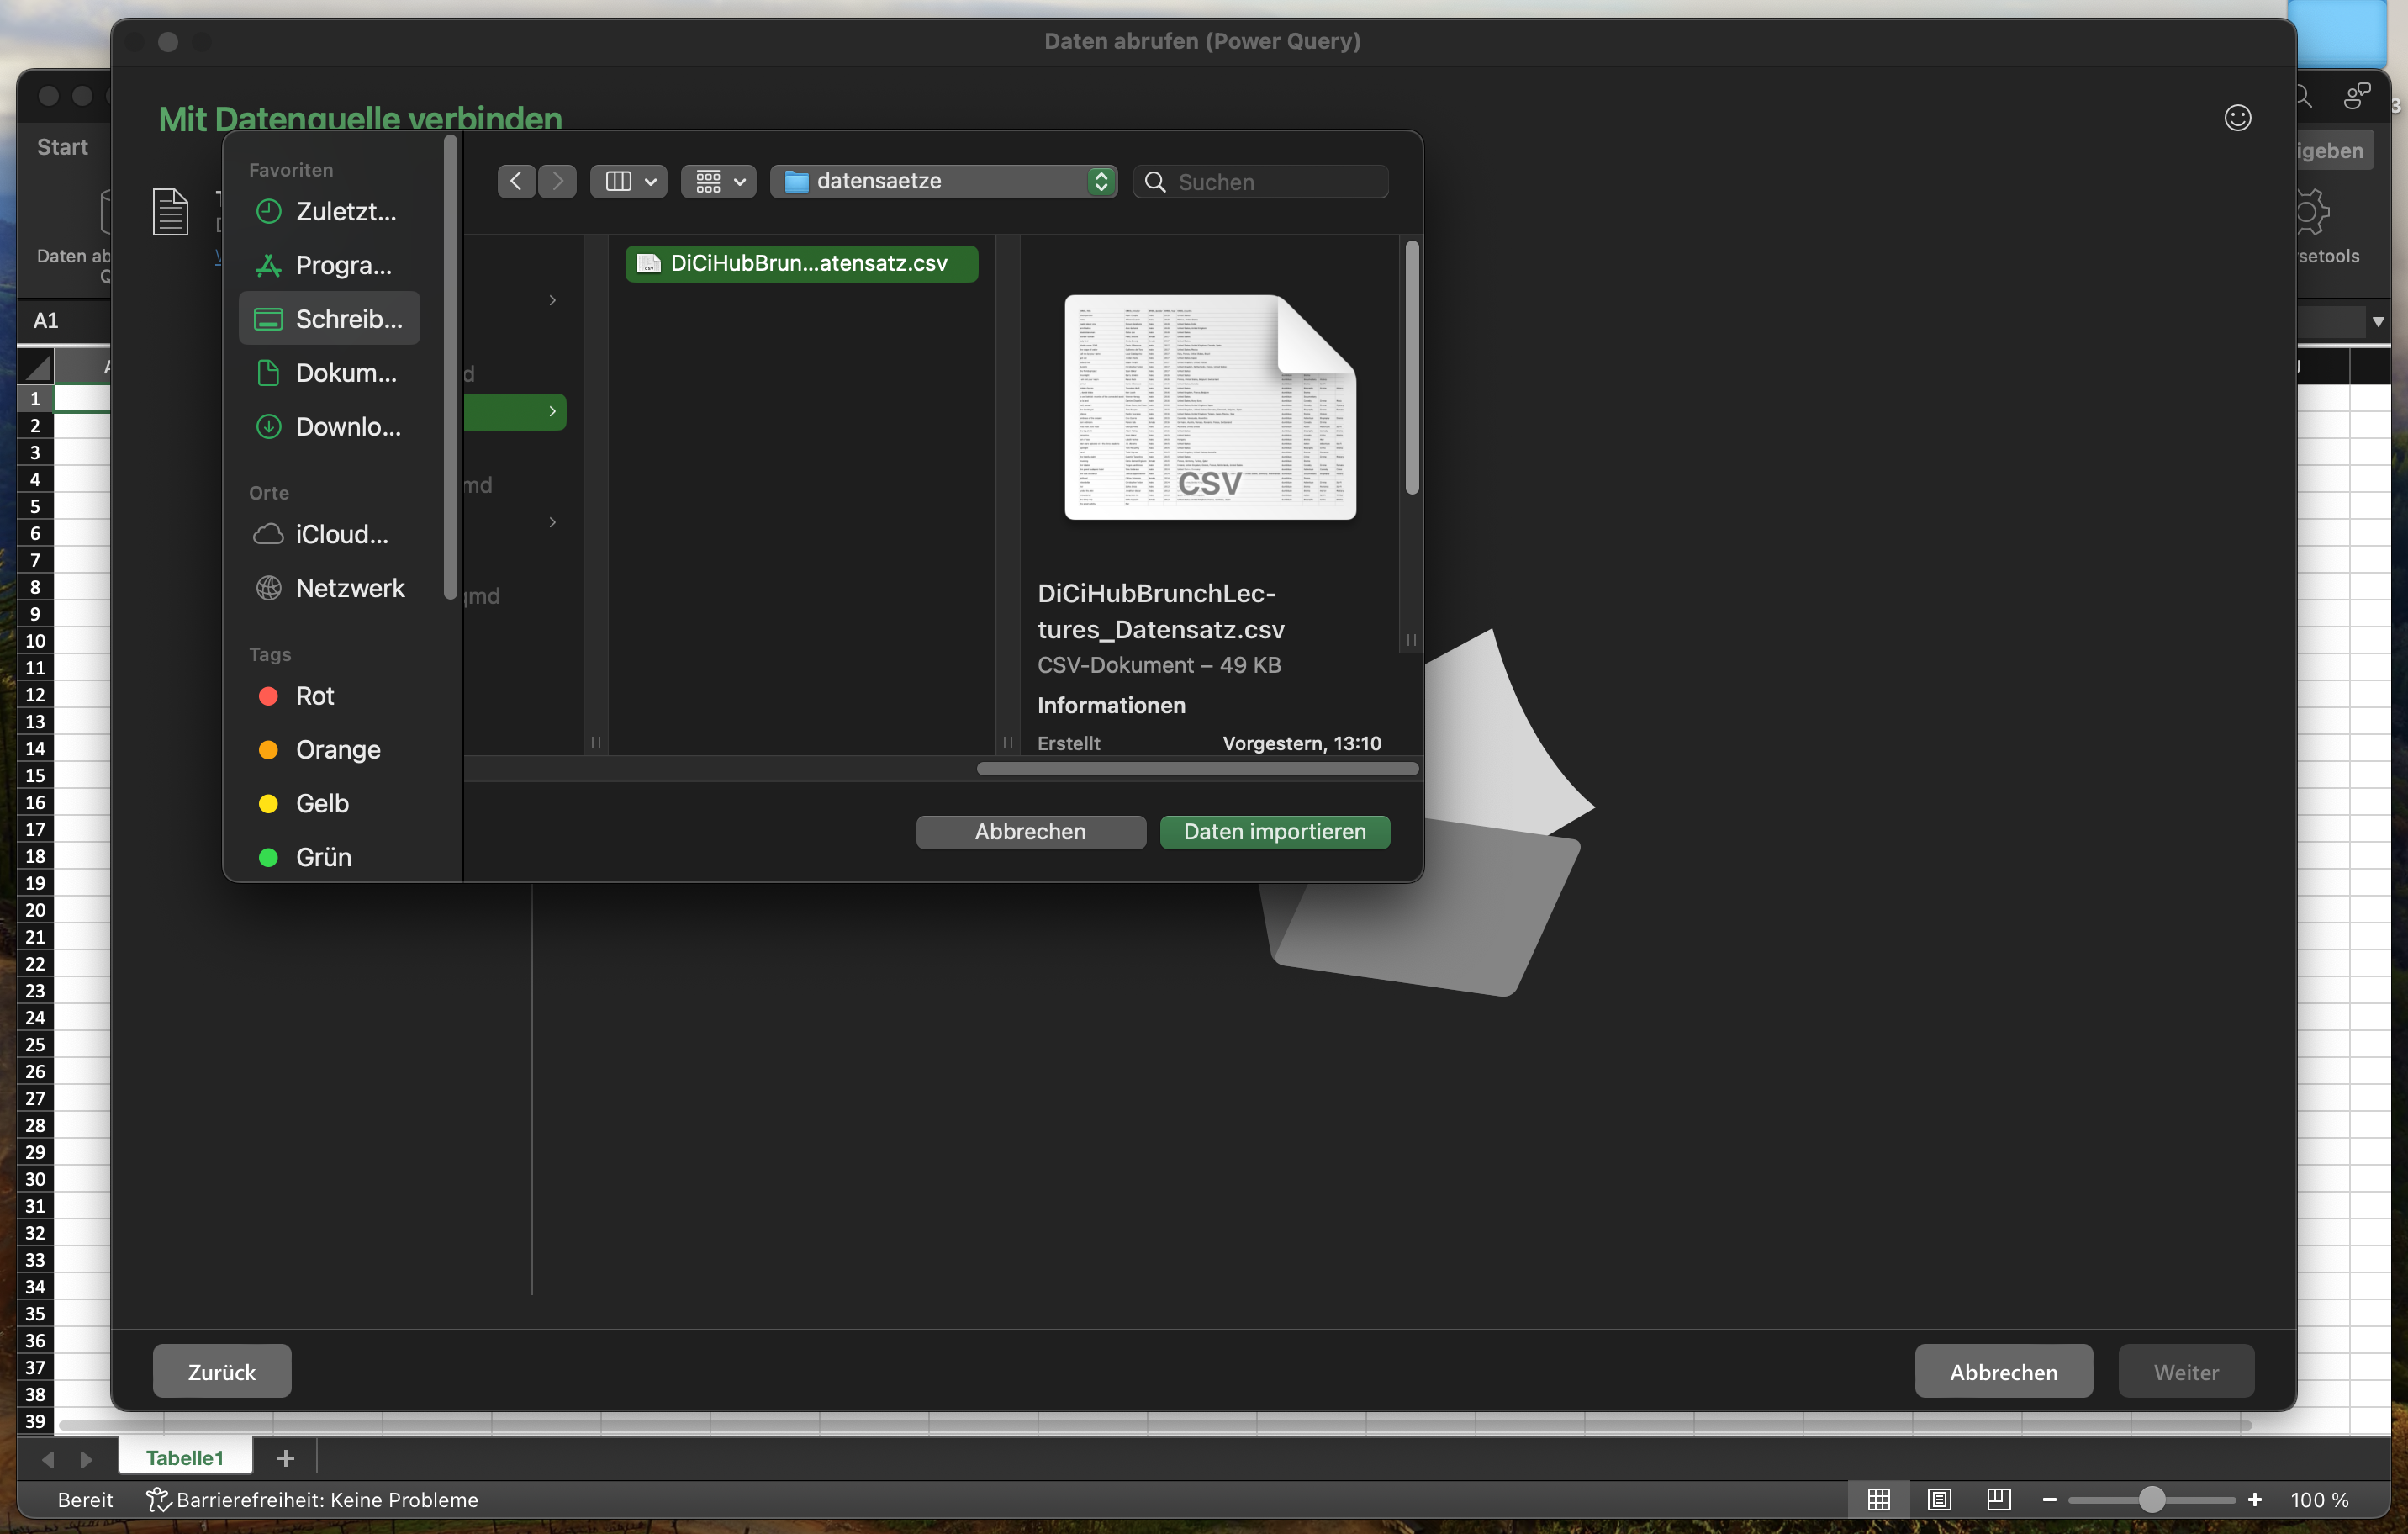 Daten abrufen (Power Query)
Mit Datenquelle verbinden
Start
igeben
Daten ab
setools
A1
Favoriten
Zuletzt...
Progra...
Schreib...
Dokum...
Downlo...
Orte
iCloud...
Netzwerk
Tags
Rot
Orange
Gelb
Grün
datensaetze
Suchen
d
md
qmd
DiCiHubBrun...atensatz.csv
CSV
DiCiHubBrunchLec-
tures_Datensatz.csv
CSV-Dokument – 49 KB
Informationen
Erstellt
Vorgestern, 13:10
Abbrechen
Daten importieren
1
2
3
4
5
6
7
8
9
10
11
12
13
14
15
16
17
18
19
20
21
22
23
24
25
26
27
28
29
30
31
32
33
34
35
36
37
38
39
Zurück
Abbrechen
Weiter
Tabelle1
Bereit
Barrierefreiheit: Keine Probleme
100 %